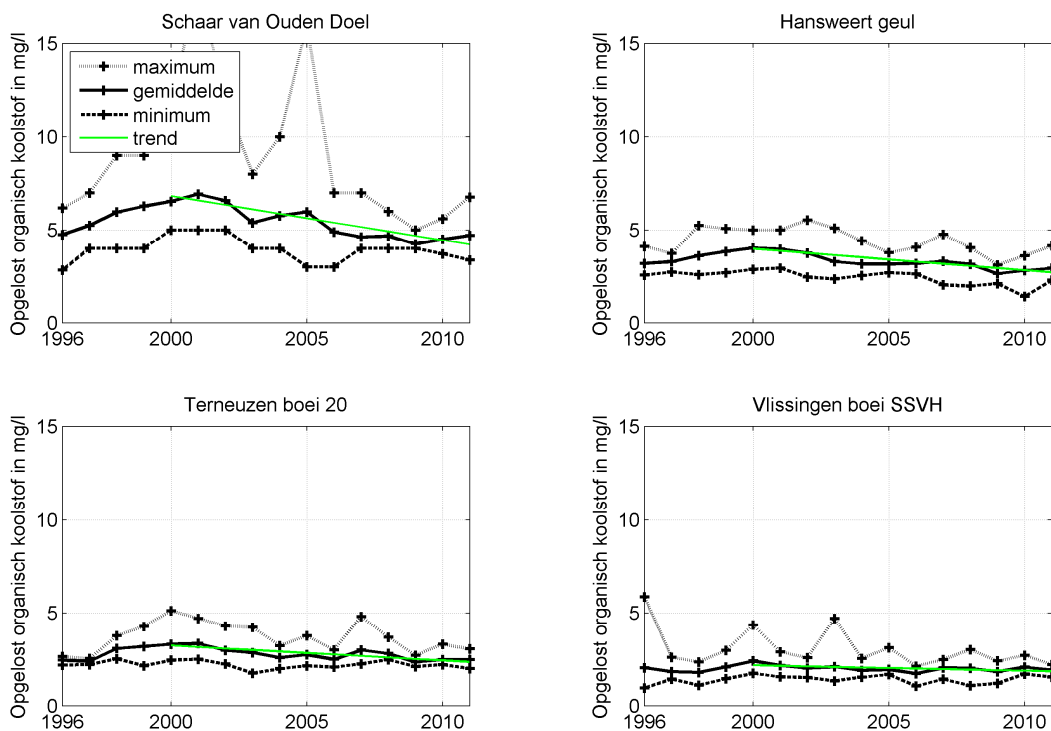 Schaar van Ouden Doel
Opgelost organisch koolstof in mg/l
15
10
5
0
1996
2000
2005
2010
maximum
gemiddelde
minimum
trend
Hansweert geul
Opgelost organisch koolstof in mg/l
15
10
5
0
1996
2000
2005
2010
Terneuzen boei 20
Opgelost organisch koolstof in mg/l
15
10
5
0
1996
2000
2005
2010
Vlissingen boei SSVH
Opgelost organisch koolstof in mg/l
15
10
5
0
1996
2000
2005
2010